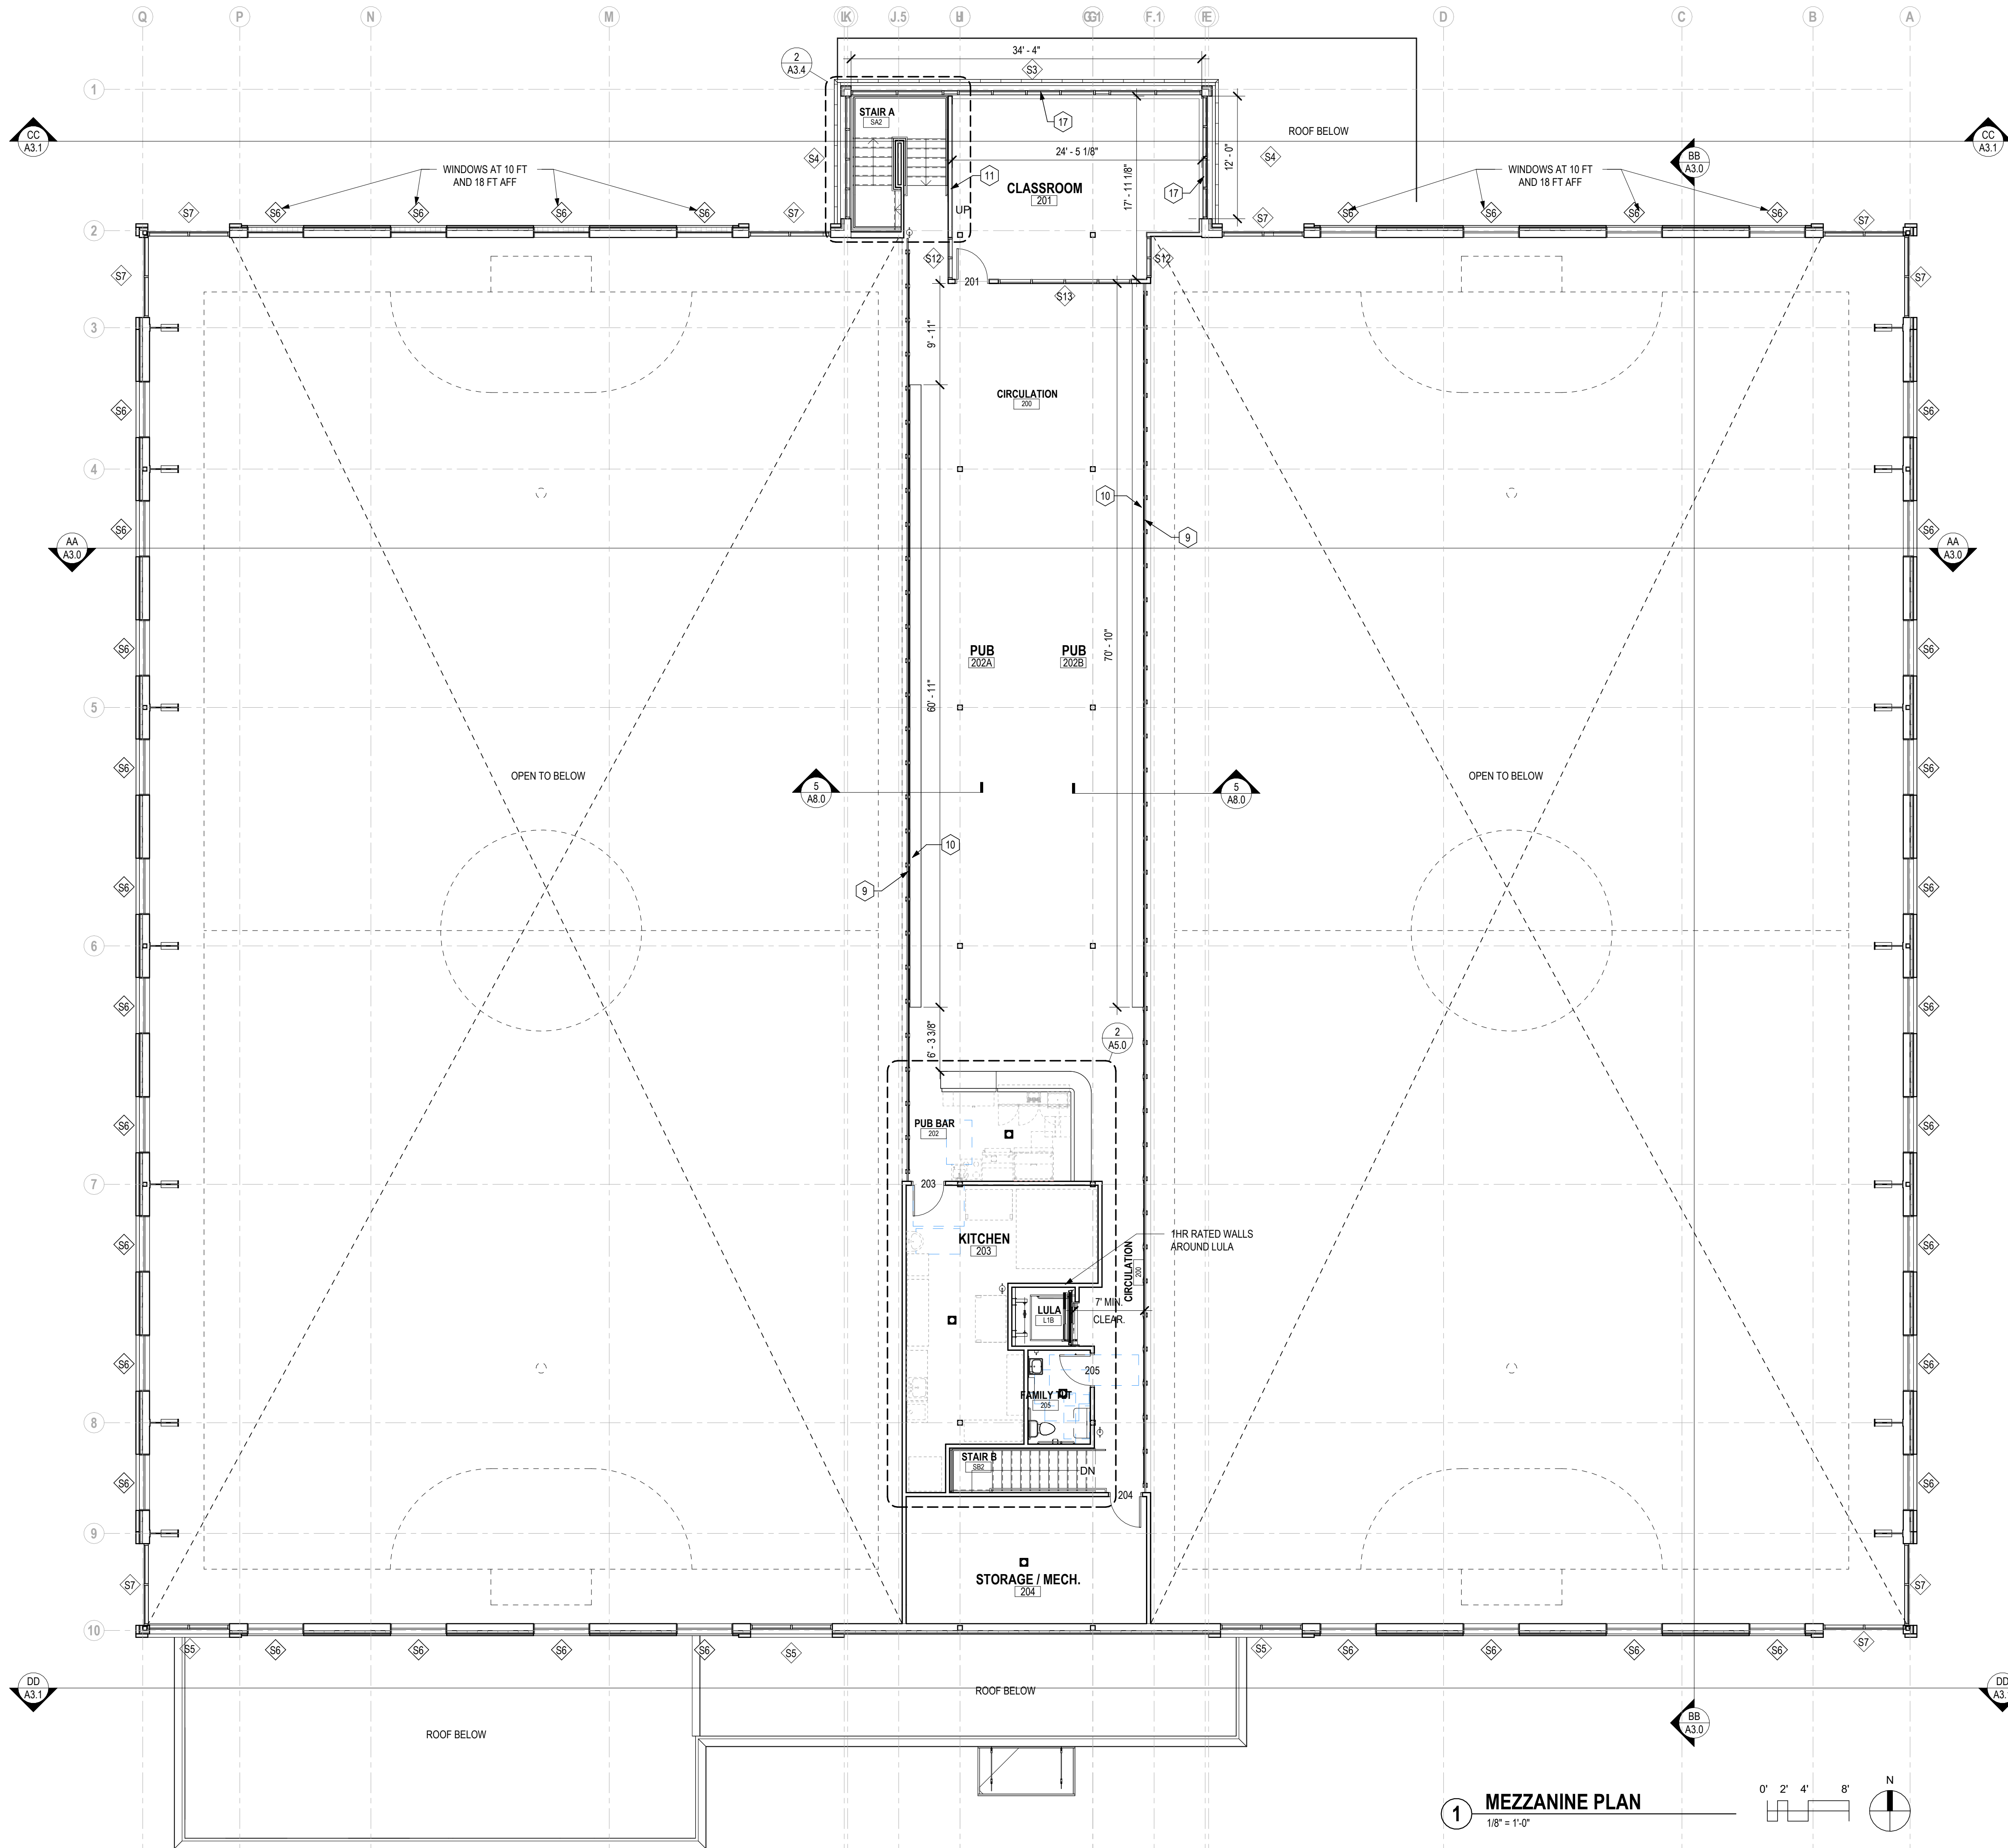 Q P N M K J.5 F.1 D C B A
2
A3.4
34' - 4"
S3
1
STAIR A
SA2
17
ROOF BELOW
CC
A3.1
CC
A3.1
BB
A3.0
S4
24' - 5 1/8"
12' - 0"
17' - 11 1/8"
S4
WINDOWS AT 10 FT
AND 18 FT AFF
11
CLASSROOM
201
17
WINDOWS AT 10 FT
AND 18 FT AFF
UP
S7 S6 S6 S6 S6 S7
S7 S6 S6 S6 S6 S7
2
S12
S12
S7
201
S13
S7
3
9' - 11"
CIRCULATION
200
S6
S6
4
10
9
S6
S6
AA
A3.0
AA
A3.0
S6
PUB
202A
PUB
202B
70' - 10"
60' - 11"
S6
5
S6
OPEN TO BELOW
OPEN TO BELOW
S6
5
A8.0
5
A8.0
10
9
S6
S6
6
S6
S6
6' - 3 3/8"
2
A5.0
PUB BAR
202
S6
S6
7
203
KITCHEN
203
1HR RATED WALLS
AROUND LULA
CIRCULATION
200
S6
S6
LULA
L1B
7' MIN.
CLEAR.
S6
S6
205
FAMILY
205
8
STAIR B
SB2
DN
S6
S6
204
9
STORAGE / MECH.
204
S7
S7
10
S5 S6 S6 S6 S6 S5
S5 S6 S6 S6 S6 S7
DD
A3.1
DD
A3.
ROOF BELOW
ROOF BELOW
BB
A3.0
1
MEZZANINE PLAN
1/8" = 1'-0"
0' 2' 4' 8'
N